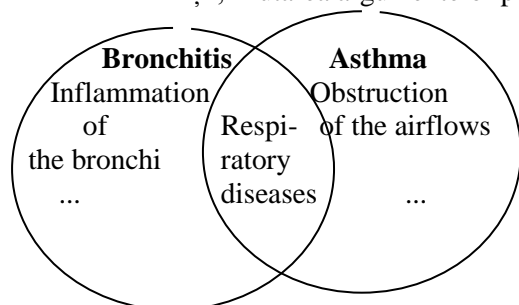 Bronchitis Asthma
Inflammation Obstruction
of Respi- of the airflows
the bronchi ratory
... diseases ...